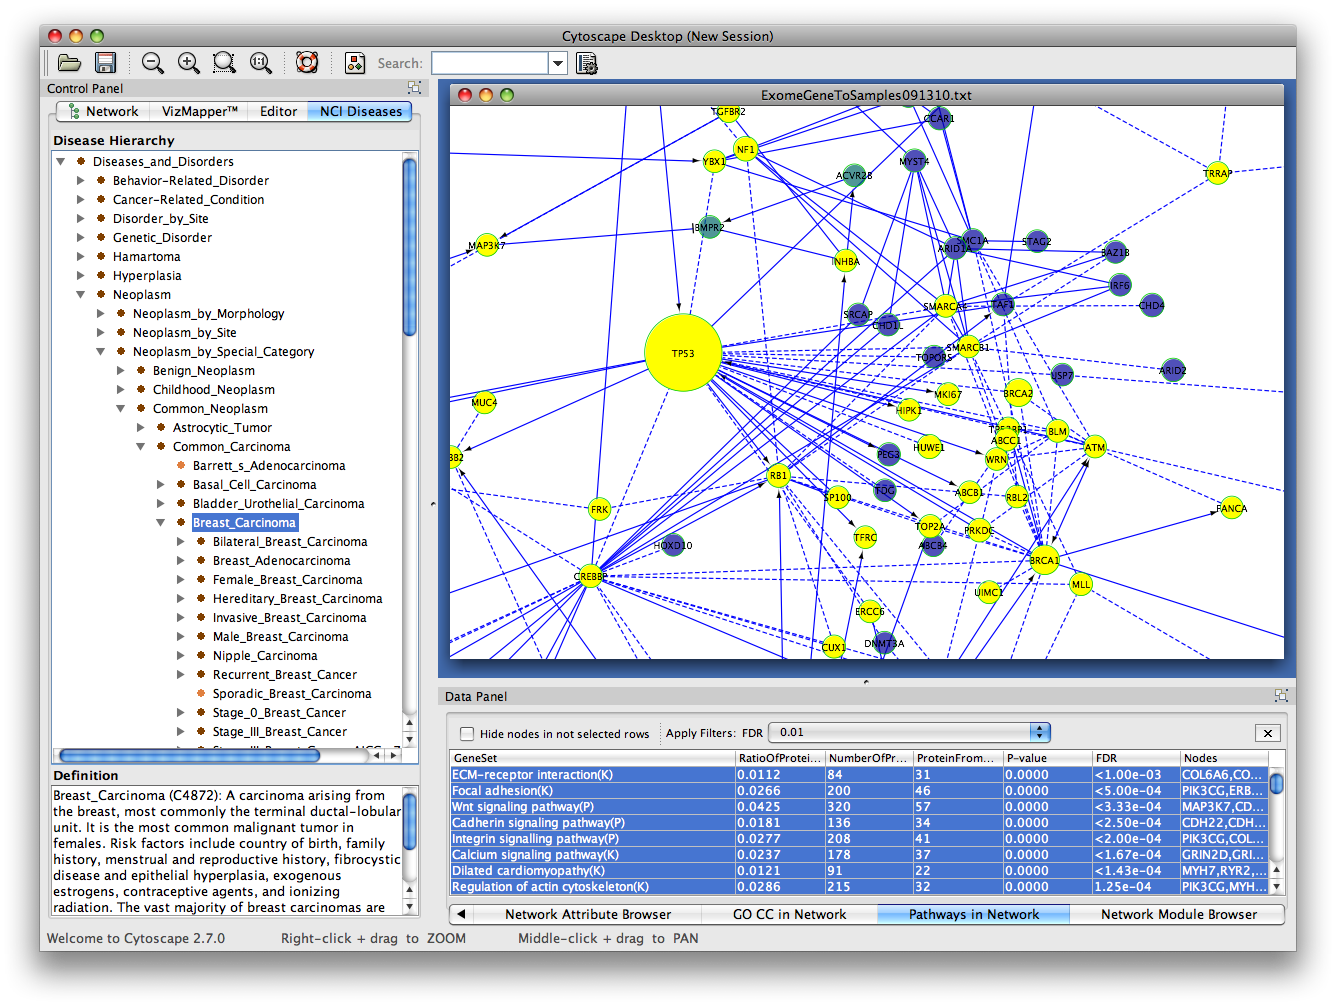 Cytoscape Desktop (New Session)
Search:
Control Panel
Network
VizMapper™
Editor
NCI Diseases
Disease Hierarchy
Diseases_and_Disorders
Behavior-Related_Disorder
Cancer-Related_Condition
Disorder_by_Site
Genetic_Disorder
Hamartoma
Hyperplasia
Neoplasm
Neoplasm_by_Morphology
Neoplasm_by_Site
Neoplasm_by_Special_Category
Benign_Neoplasm
Childhood_Neoplasm
Common_Neoplasm
Astrocytic_Tumor
Common_Carcinoma
Barrett_s_Adenocarcinoma
Basal_Cell_Carcinoma
Bladder_Urothelial_Carcinoma
Breast_Carcinoma
Bilateral_Breast_Carcinoma
Breast_Adenocarcinoma
Female_Breast_Carcinoma
Hereditary_Breast_Carcinoma
Invasive_Breast_Carcinoma
Male_Breast_Carcinoma
Nipple_Carcinoma
Recurrent_Breast_Cancer
Sporadic_Breast_Carcinoma
Stage_0_Breast_Cancer
Stage_III_Breast_Cancer
Definition
Breast_Carcinoma (C4872): A carcinoma arising from
the breast, most commonly the terminal ductal-lobular
unit. It is the most common malignant tumor in
females. Risk factors include country of birth, family
history, menstrual and reproductive history, fibrocystic
disease and epithelial hyperplasia, exogenous
estrogens, contraceptive agents, and ionizing
radiation. The vast majority of breast carcinomas are
ExomeGeneToSamples091310.txt
TGFBR2
CCAR1
NF1
YBX1
MYST4
ACVR2B
TRRAP
BMPR2
MAP3K7
SMC1A
STAG2
ARID1A
BAZ1B
INHBA
IRF6
SMARCA
TAF1
CHD4
SRCAP
CHD1L
TP53
SMARCB1
TOPORS
USP7
ARID2
MUC4
MKI67
BRCA2
HIPK1
BLM
ABCC1
HUWE1
ATM
BB2
PEG3
WRN
RB1
TDG
ABCB1
RBL2
SP100
FRK
FANCA
TOP2A
PRKDC
TFRC
HOXD10
ABCB4
BRCA1
CREBBP
MLL
UIMC1
ERCC6
CUX1
DNMT3A
Data Panel
Hide nodes in not selected rows
Apply Filters: FDR
0.01
GeneSet RatioOfProtei... NumberOfPr... ProteinFrom... P-value FDR Nodes
ECM-receptor interaction(K) 0.0112 84 31 0.0000 <1.00e-03 COL6A6,CO...
Focal adhesion(K) 0.0266 200 46 0.0000 <5.00e-04 PIK3CG,ERB...
Wnt signaling pathway(P) 0.0425 320 57 0.0000 <3.33e-04 MAP3K7,CD...
Cadherin signaling pathway(P) 0.0181 136 34 0.0000 <2.50e-04 CDH22,CDH...
Integrin signalling pathway(P) 0.0277 208 41 0.0000 <2.00e-04 PIK3CG,COL...
Calcium signaling pathway(K) 0.0237 178 37 0.0000 <1.67e-04 GRIN2D,GRI...
Dilated cardiomyopathy(K) 0.0121 91 22 0.0000 <1.43e-04 MYH7,RYR2,...
Regulation of actin cytoskeleton(K) 0.0286 215 32 0.0000 1.25e-04 PIK3CG,MYH...
Network Attribute Browser
GO CC in Network
Pathways in Network
Network Module Browser
Welcome to Cytoscape 2.7.0
Right-click + drag to ZOOM
Middle-click + drag to PAN